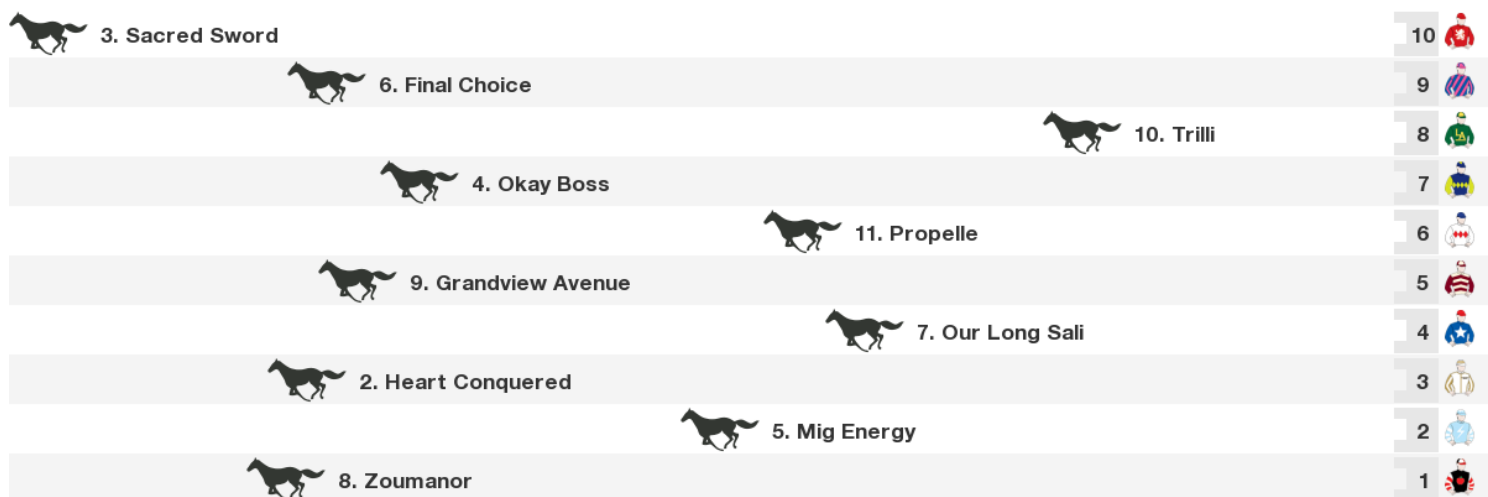 3. Sacred Sword 10
6. Final Choice 9
10. Trilli 8
4. Okay Boss 7
11. Propelle 6
9. Grandview Avenue 5
7. Our Long Sali 4
2. Heart Conquered 3
5. Mig Energy 2
8. Zoumanor 1